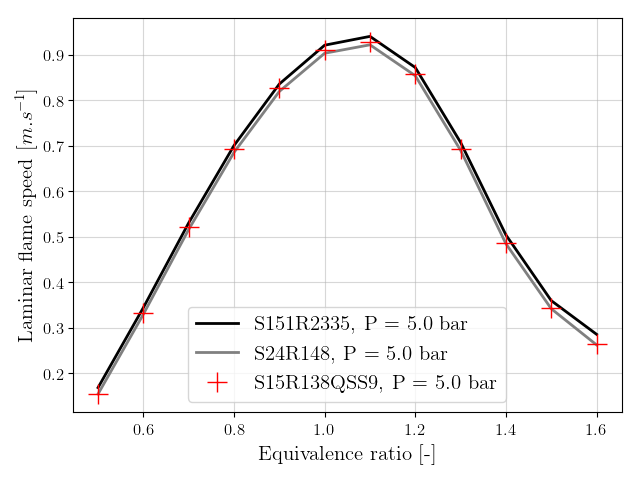 0.9
0.8
0.7
0.6
0.5
0.4
0.3
0.2
Laminar flame speed [m.s⁻¹]
S151R2335, P = 5.0 bar
S24R148, P = 5.0 bar
S15R138QSS9, P = 5.0 bar
0.6 0.8 1.0 1.2 1.4 1.6
Equivalence ratio [-]